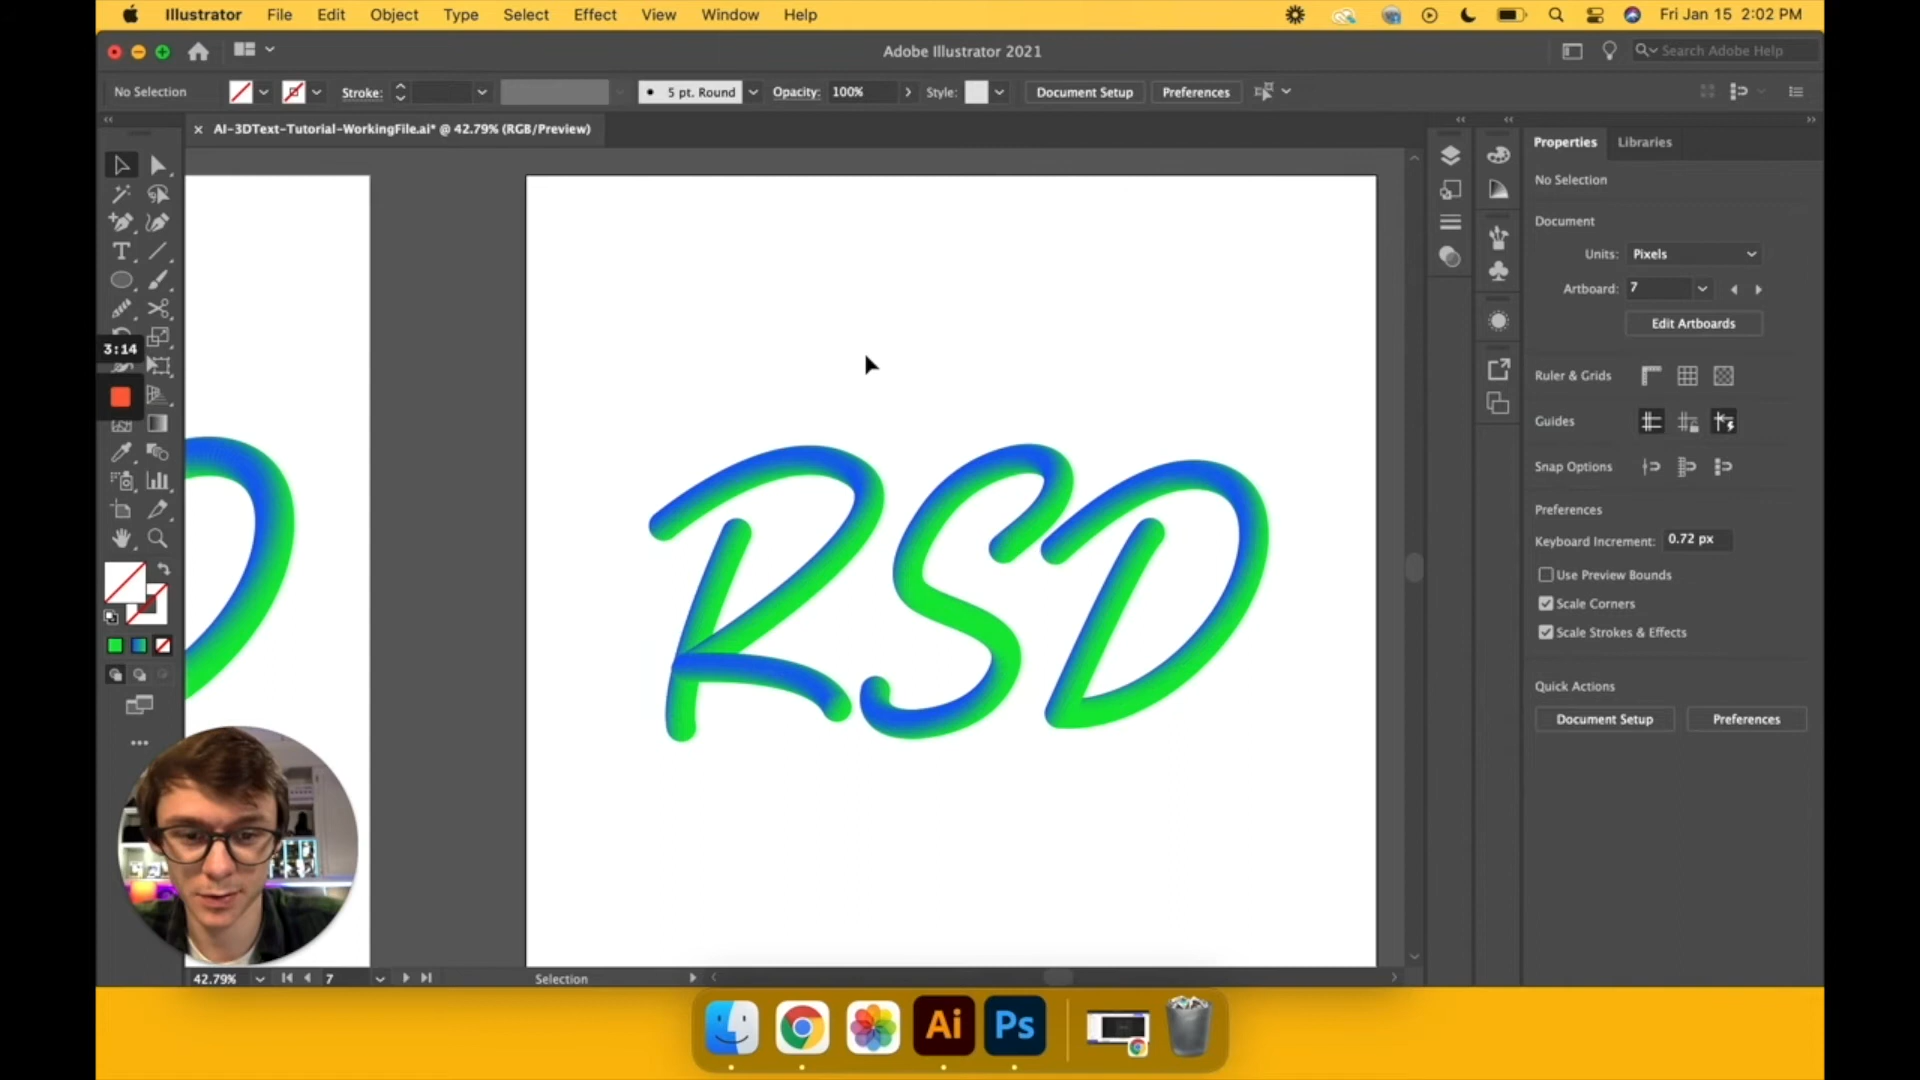 Illustrator File Edit Object Type Select Effect View Window Help Fri Jan 15 2:02 PM
Adobe Illustrator 2021
Search Adobe Help
No Selection Stroke: 5 pt. Round Opacity: 100% Style: Document Setup Preferences
AI-3DText-Tutorial-WorkingFile.ai* @ 42.79% (RGB/Preview)
Properties Libraries
No Selection
Document
Units: Pixels
Artboard: 7
Edit Artboards
3:14
Ruler & Grids
Guides
Snap Options
RSD
Preferences
Keyboard Increment: 0.72 px
Use Preview Bounds
Scale Corners
Scale Strokes & Effects
Quick Actions
Document Setup Preferences
42.79% 7 Selection
Ai Ps